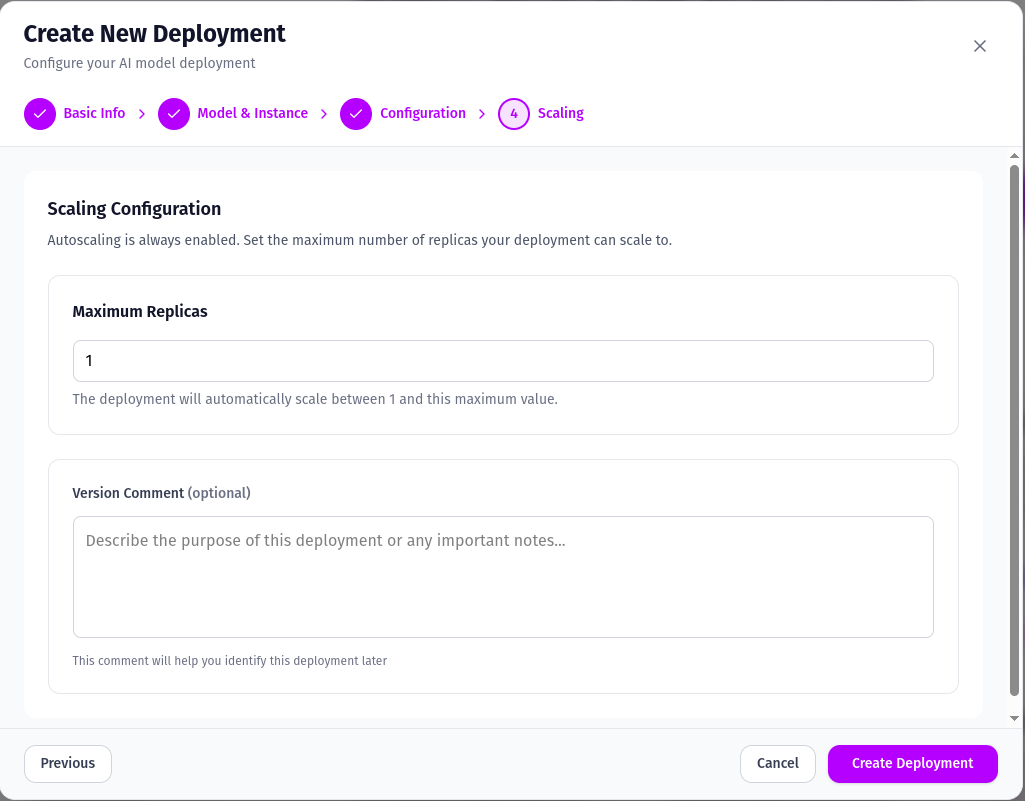 Create New Deployment
Configure your AI model deployment
Basic Info
Model & Instance
Configuration
4
Scaling
Scaling Configuration
Autoscaling is always enabled. Set the maximum number of replicas your deployment can scale to.
Maximum Replicas
1
The deployment will automatically scale between 1 and this maximum value.
Version Comment (optional)
Describe the purpose of this deployment or any important notes...
This comment will help you identify this deployment later
Previous
Cancel
Create Deployment